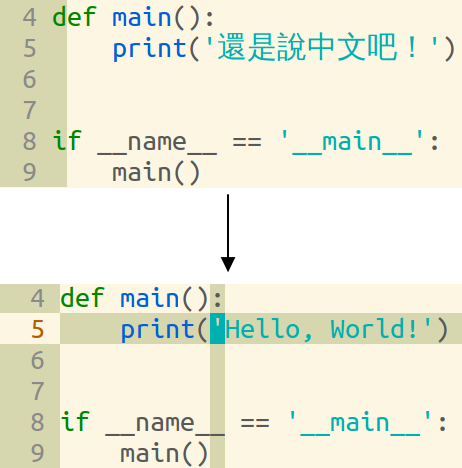 4 def main():
5     print('還是說中文吧！')
6
7
8 if __name__ == '__main__':
9     main()
4 def main():
5     print('Hello, World!')
6
7
8 if __name__ == '__main__':
9     main()